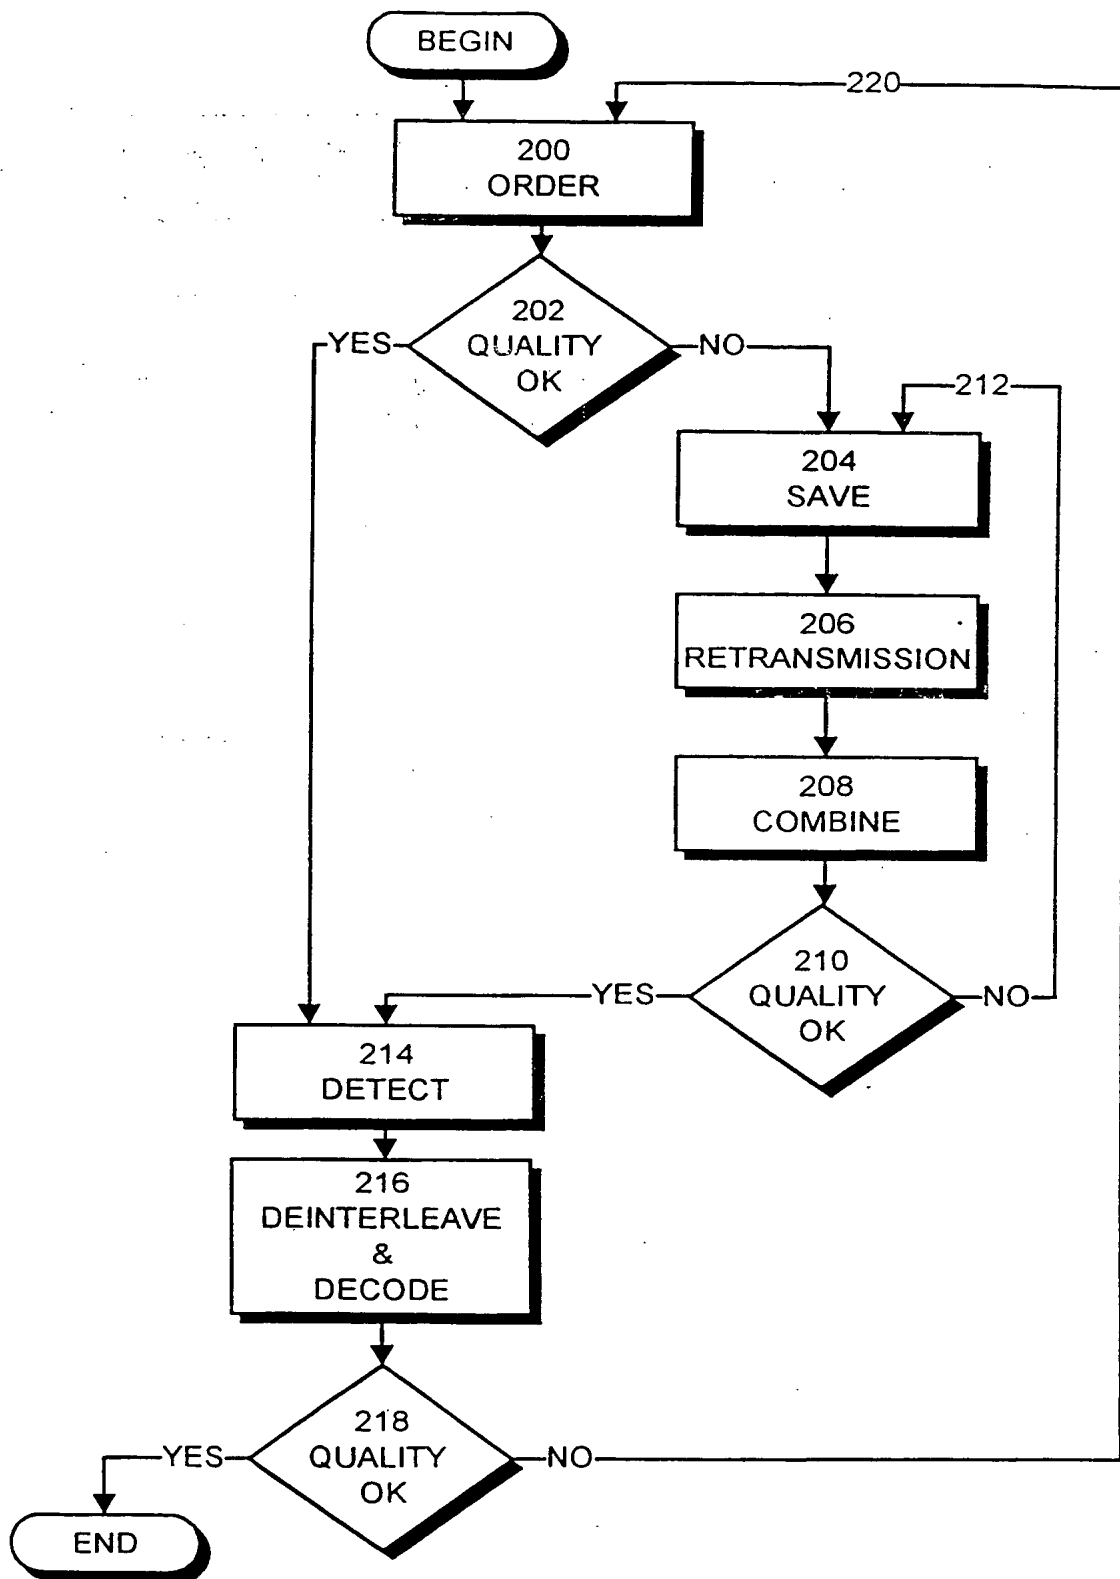 BEGIN
220
200
ORDER
202
QUALITY
OK
YES
NO
212
204
SAVE
206
RETRANSMISSION
208
COMBINE
210
QUALITY
OK
YES
NO
214
DETECT
216
DEINTERLEAVE
&
DECODE
218
QUALITY
OK
YES
NO
END